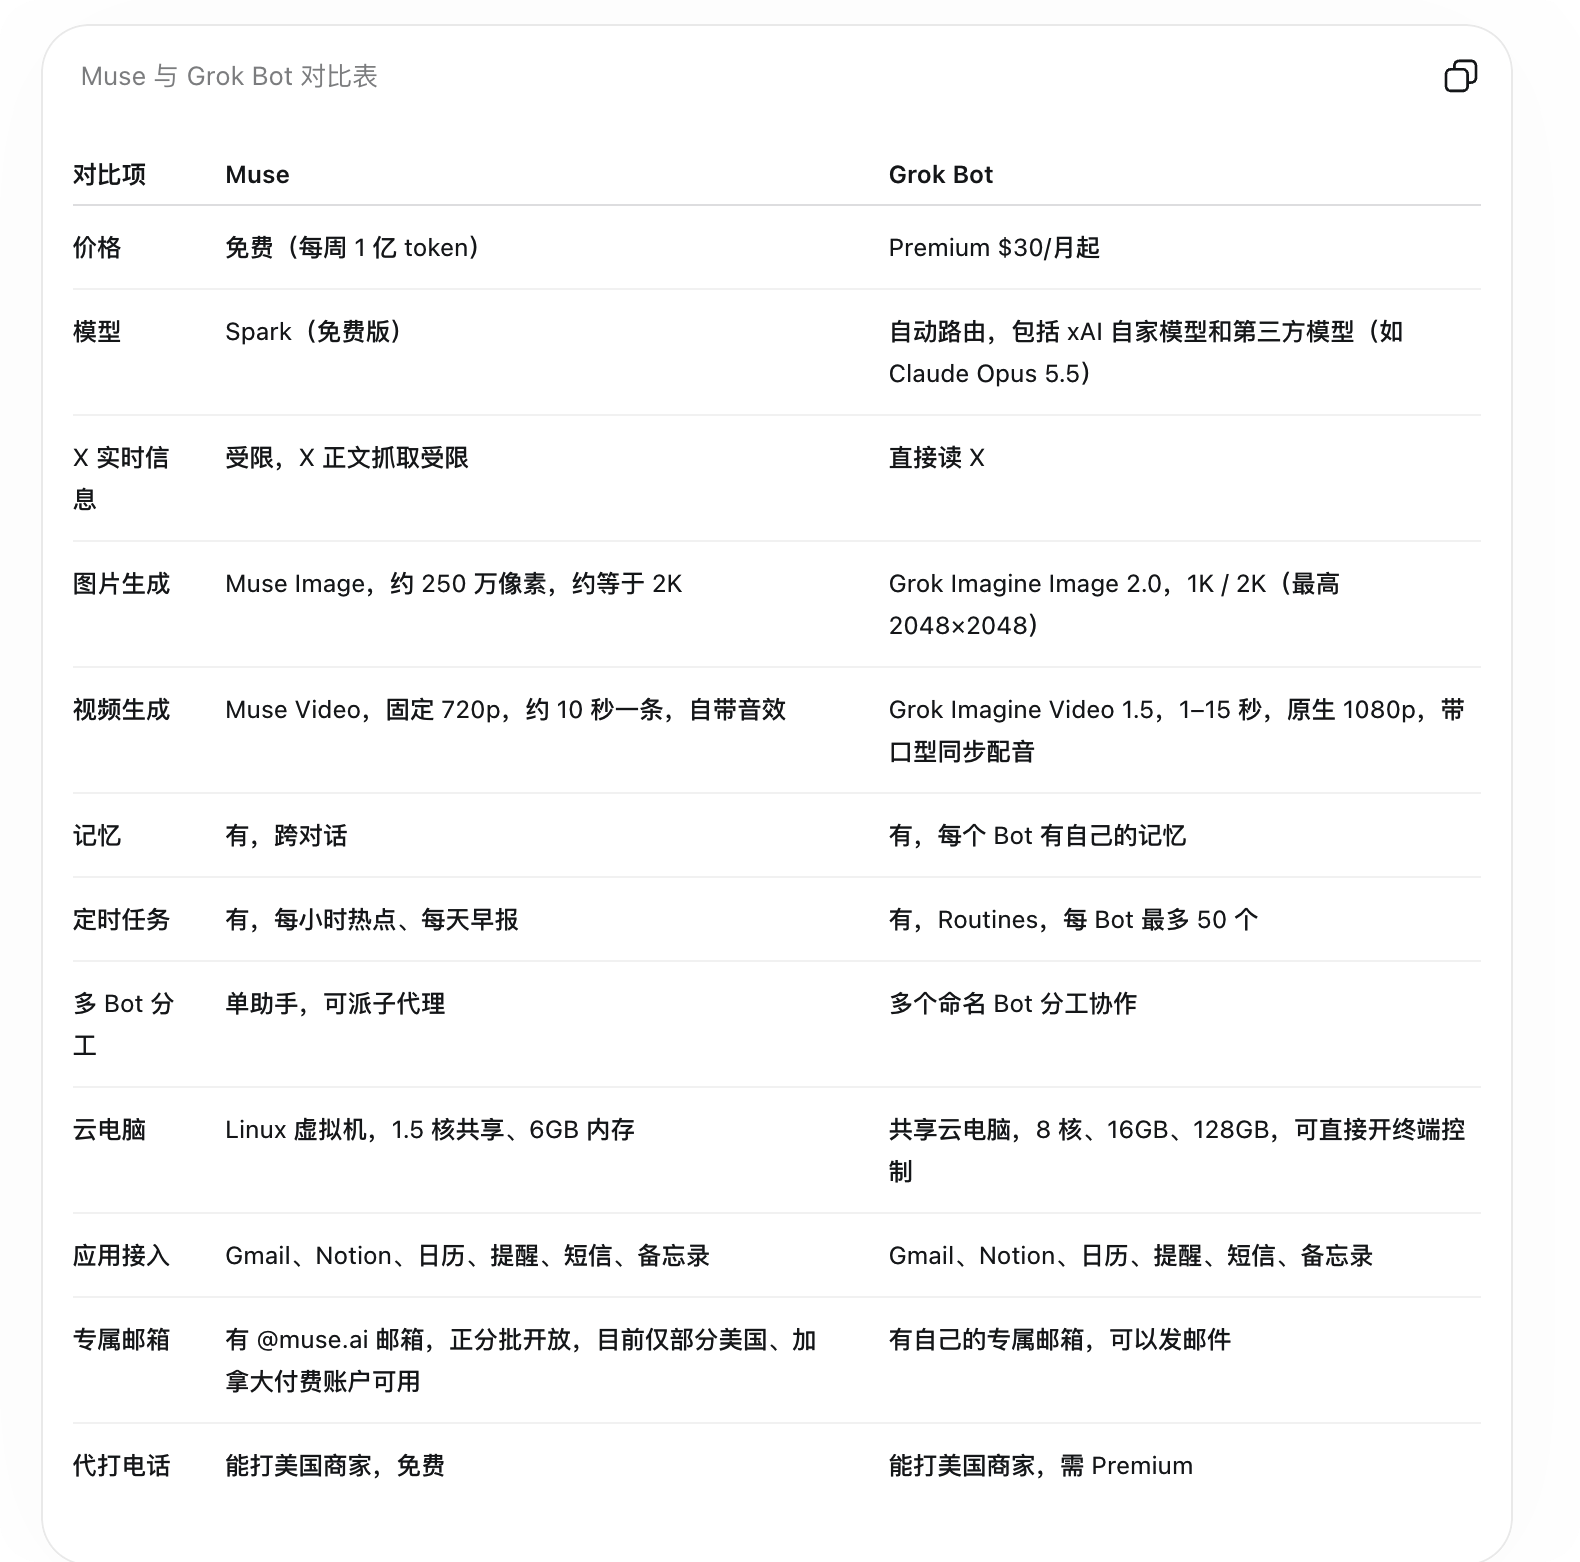 Muse 与 Grok Bot 对比表
对比项 Muse Grok Bot
价格 免费（每周 1 亿 token） Premium $30/月起
模型 Spark（免费版） 自动路由，包括 xAI 自家模型和第三方模型（如
Claude Opus 5.5）
X 实时信 受限，X 正文抓取受限 直接读 X
息
图片生成 Muse Image，约 250 万像素，约等于 2K Grok Imagine Image 2.0，1K / 2K（最高
2048×2048）
视频生成 Muse Video，固定 720p，约 10 秒一条，自带音效 Grok Imagine Video 1.5，1–15 秒，原生 1080p，带
口型同步配音
记忆 有，跨对话 有，每个 Bot 有自己的记忆
定时任务 有，每小时热点、每天早报 有，Routines，每 Bot 最多 50 个
多 Bot 分 单助手，可派子代理 多个命名 Bot 分工协作
工
云电脑 Linux 虚拟机，1.5 核共享、6GB 内存 共享云电脑，8 核、16GB、128GB，可直接开终端控
制
应用接入 Gmail、Notion、日历、提醒、短信、备忘录 Gmail、Notion、日历、提醒、短信、备忘录
专属邮箱 有 @muse.ai 邮箱，正分批开放，目前仅部分美国、加 有自己的专属邮箱，可以发邮件
拿大付费账户可用
代打电话 能打美国商家，免费 能打美国商家，需 Premium